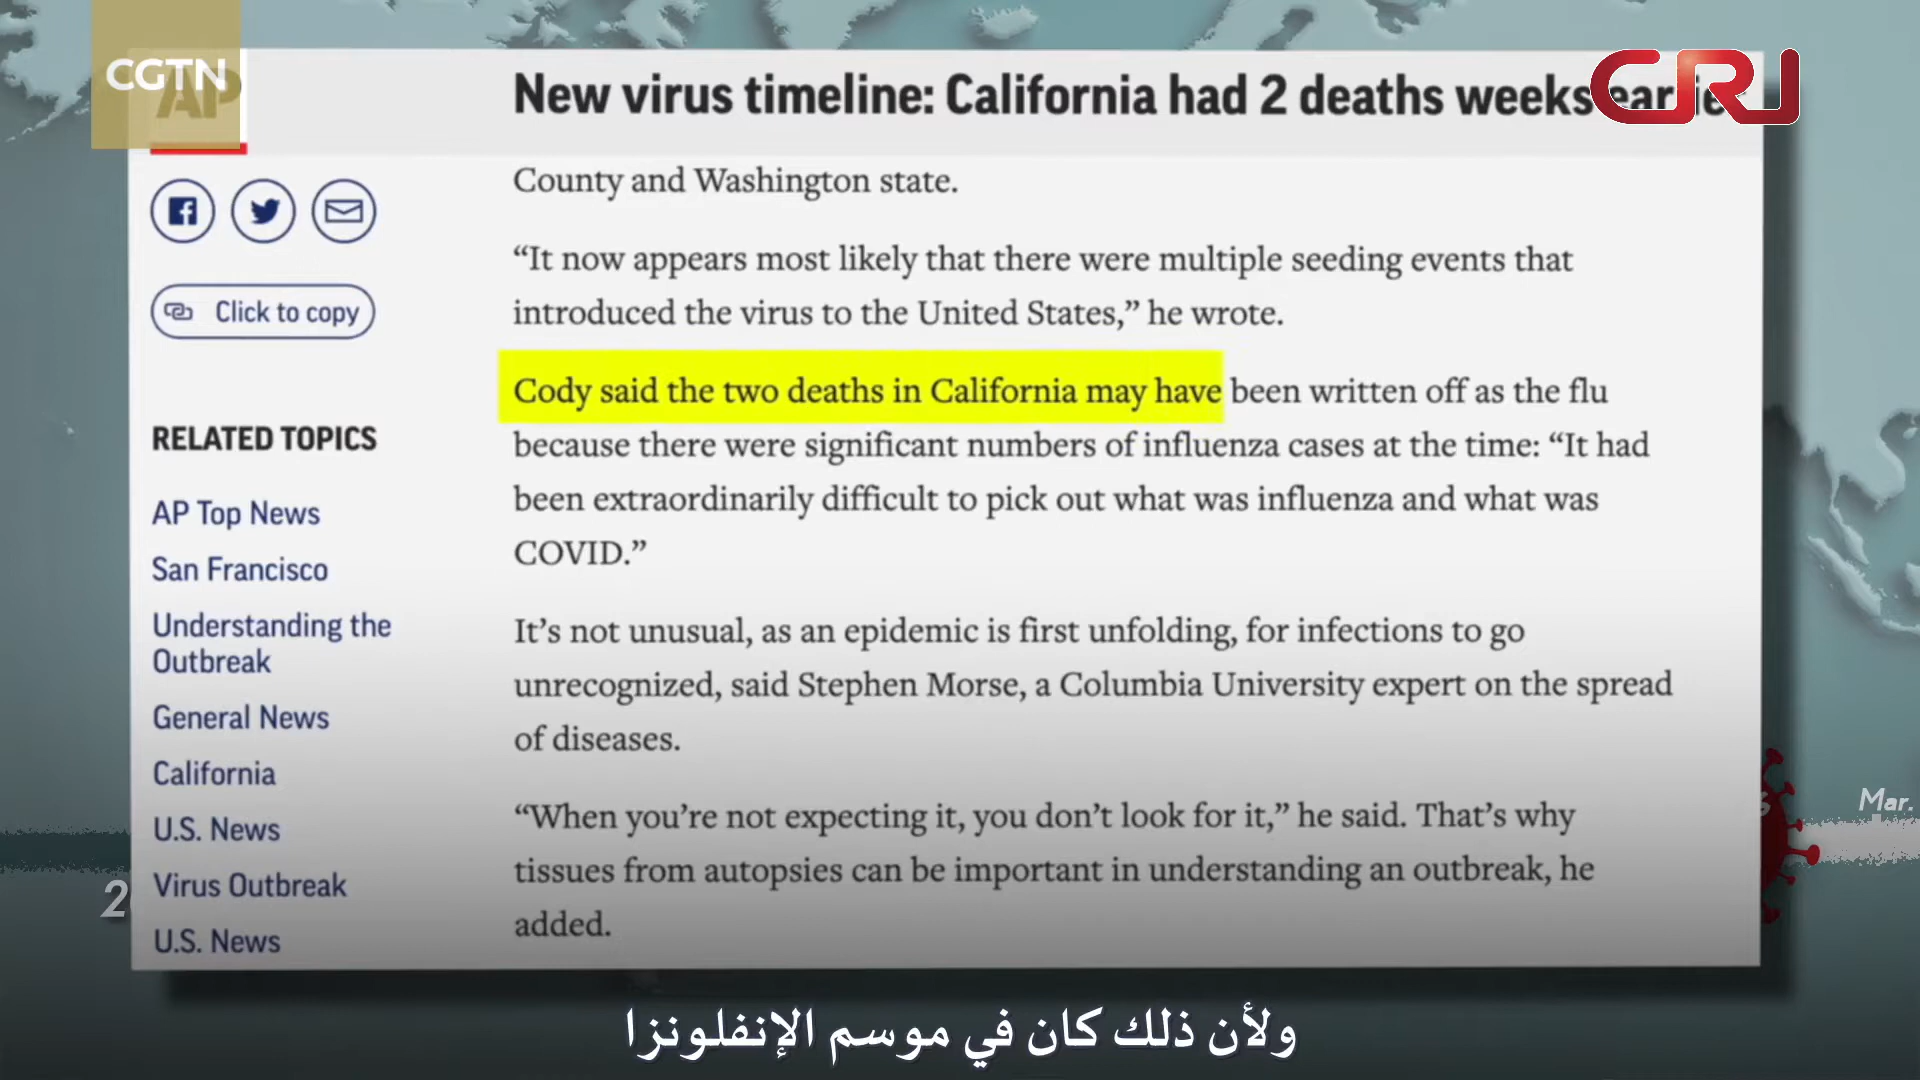 CGTN
AP
CRI
New virus timeline: California had 2 deaths weeks earlier
County and Washington state.
“It now appears most likely that there were multiple seeding events that
introduced the virus to the United States,” he wrote.
Cody said the two deaths in California may have been written off as the flu
because there were significant numbers of influenza cases at the time: “It had
been extraordinarily difficult to pick out what was influenza and what was
COVID.”
It’s not unusual, as an epidemic is first unfolding, for infections to go
unrecognized, said Stephen Morse, a Columbia University expert on the spread
of diseases.
“When you’re not expecting it, you don’t look for it,” he said. That’s why
tissues from autopsies can be important in understanding an outbreak, he
added.
Click to copy
RELATED TOPICS
AP Top News
San Francisco
Understanding the
Outbreak
General News
California
U.S. News
Virus Outbreak
U.S. News
Mar.
2
ولأن ذلك كان في موسم الإنفلونزا